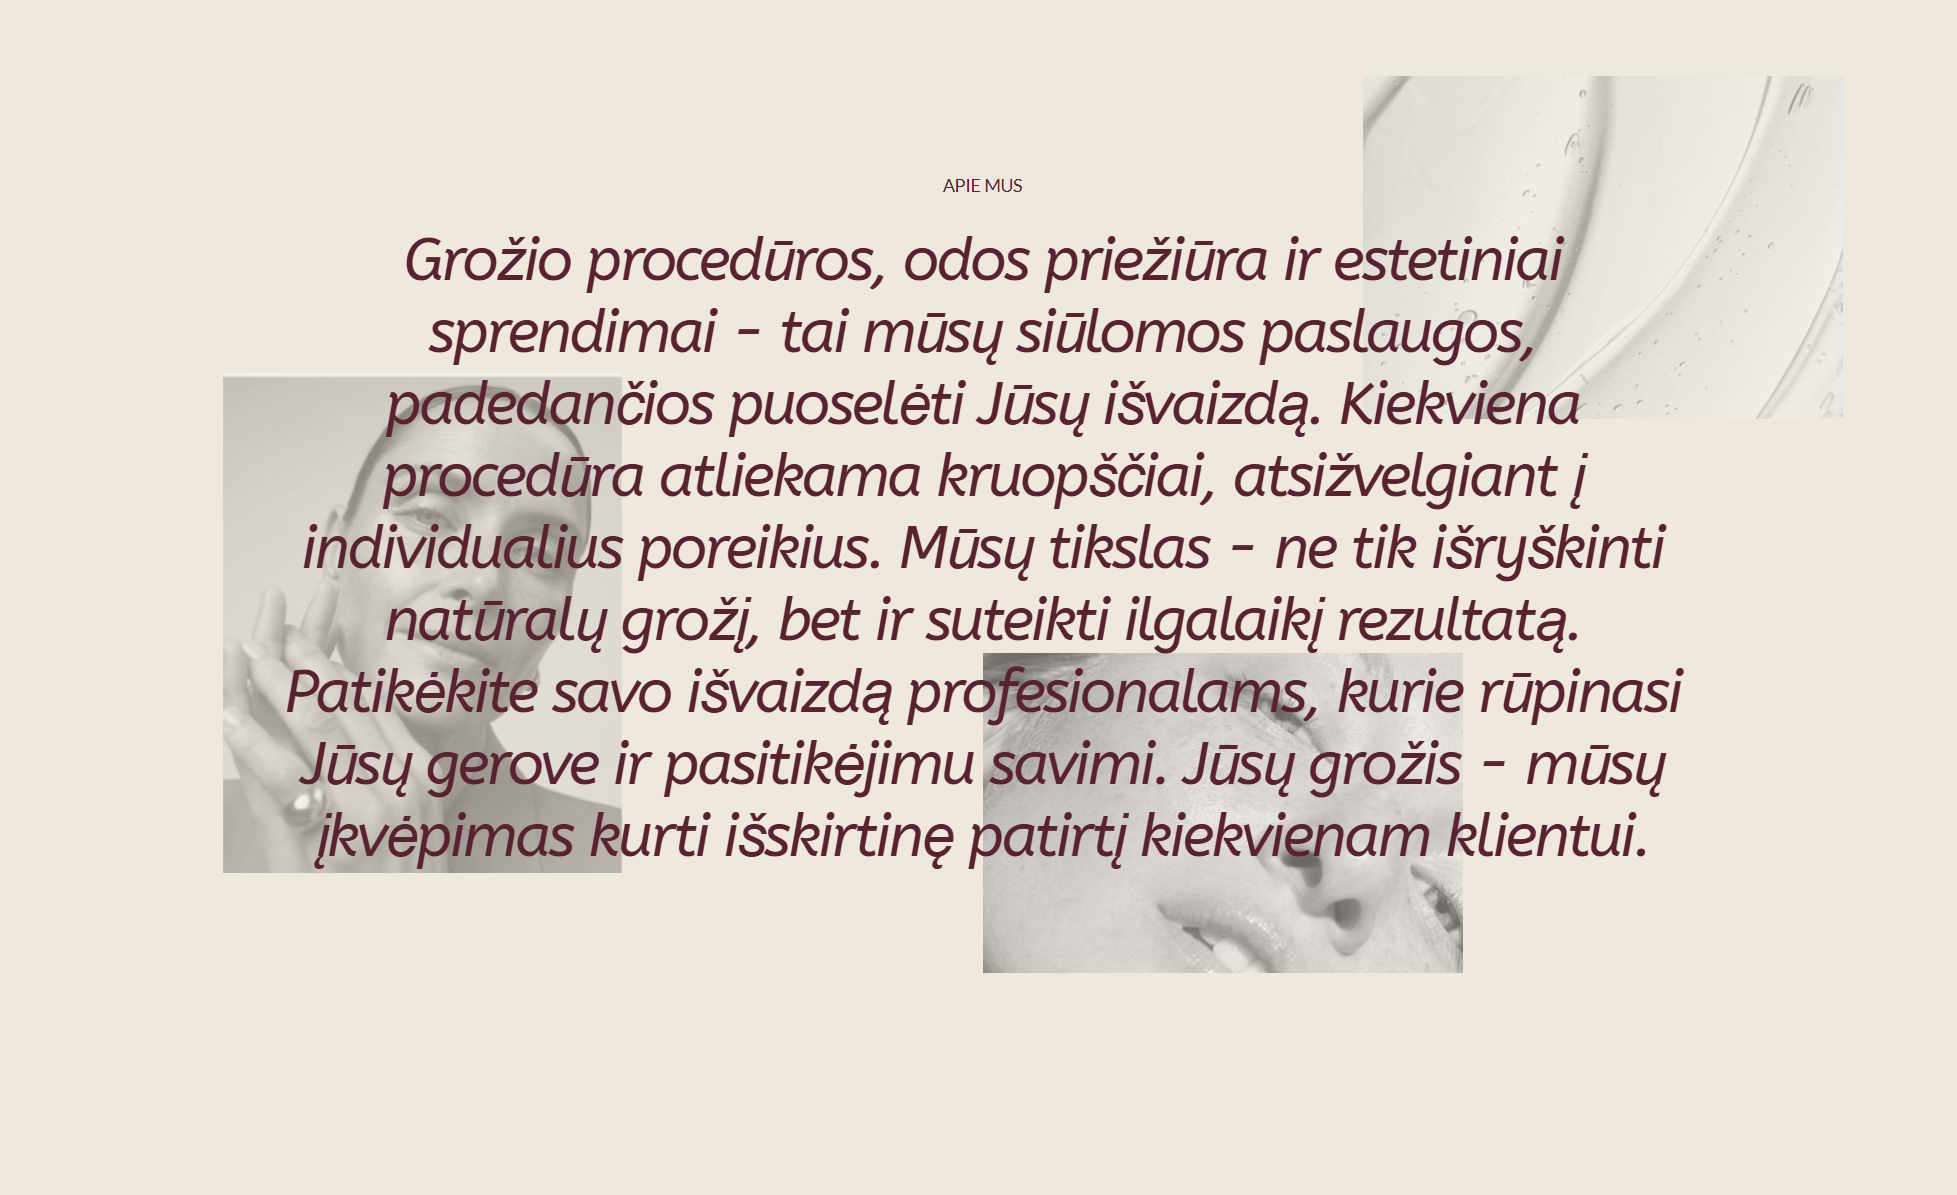 APIE MUS
Grožio procedūros, odos priežiūra ir estetiniai
sprendimai - tai mūsų siūlomos paslaugos,
padedančios puoselėti Jūsų išvaizdą. Kiekviena
procedūra atliekama kruopščiai, atsižvelgiant į
individualius poreikius. Mūsų tikslas - ne tik išryškinti
natūralų grožį, bet ir suteikti ilgalaikį rezultatą.
Patikėkite savo išvaizdą profesionalams, kurie rūpinasi
Jūsų gerove ir pasitikėjimu savimi. Jūsų grožis - mūsų
įkvėpimas kurti išskirtinę patirtį kiekvienam klientui.